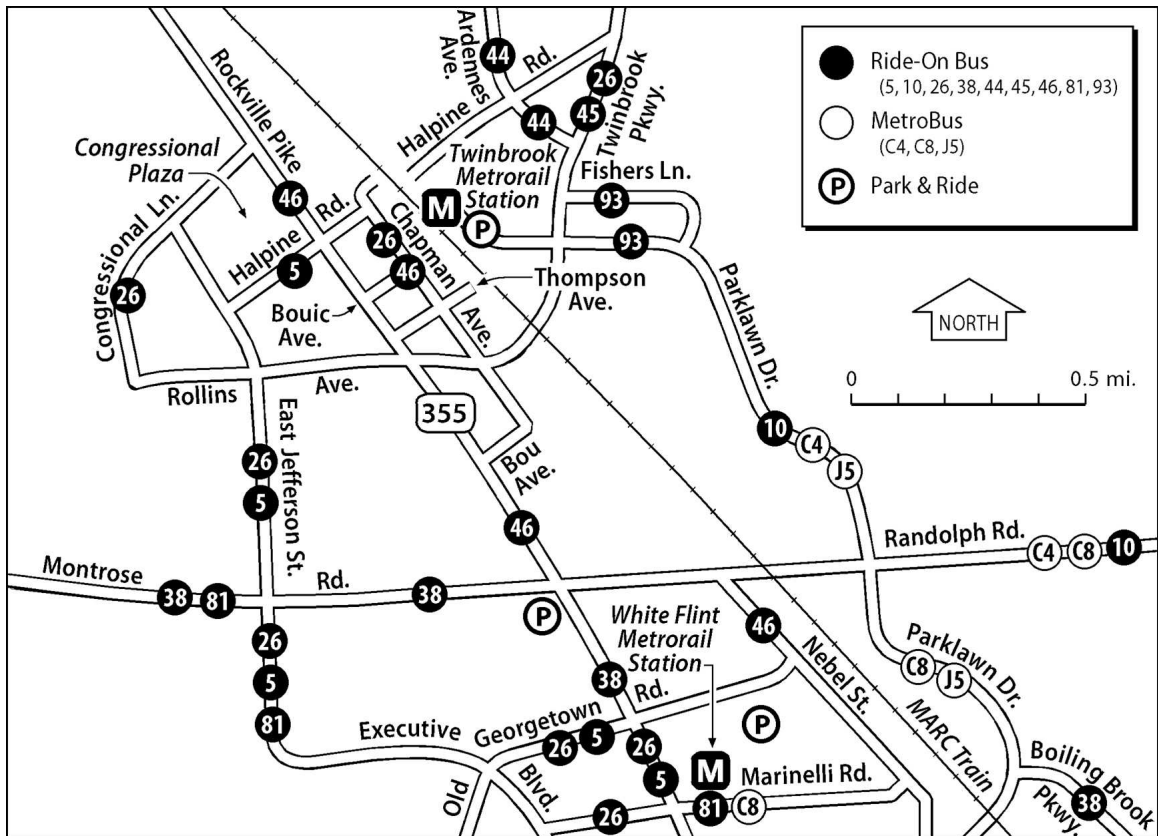 Ardennes
Ave.
44
Rd.
26
Rockville Pike
Halpine
44
45
Twinbrook
Pkwy.
Congressional
Plaza
Twinbrook
Metrorail
Station
M
P
Fishers Ln.
93
93
46
Rd.
Halpine
5
26
Chapman
46
Ave.
Thompson
Ave.
Bouic
Ave.
Congressional Ln.
26
Rollins
Ave.
355
Parklawn Dr.
10
C4
J5
East Jefferson St.
26
5
Bou
Ave.
46
Randolph Rd.
C4
C8
10
Montrose
38
81
Rd.
38
P
White Flint
Metrorail
Station
46
Nebel St.
Parklawn Dr.
C8
J5
MARC Train
26
5
81
38
Rd.
Executive
Georgetown
26
5
26
P
Old
Blvd.
5
M
Marinelli Rd.
26
81
C8
Boiling Brook
Pkwy.
38
Ride-On Bus
(5, 10, 26, 38, 44, 45, 46, 81, 93)
MetroBus
(C4, C8, J5)
P
Park & Ride
NORTH
0
0.5 mi.